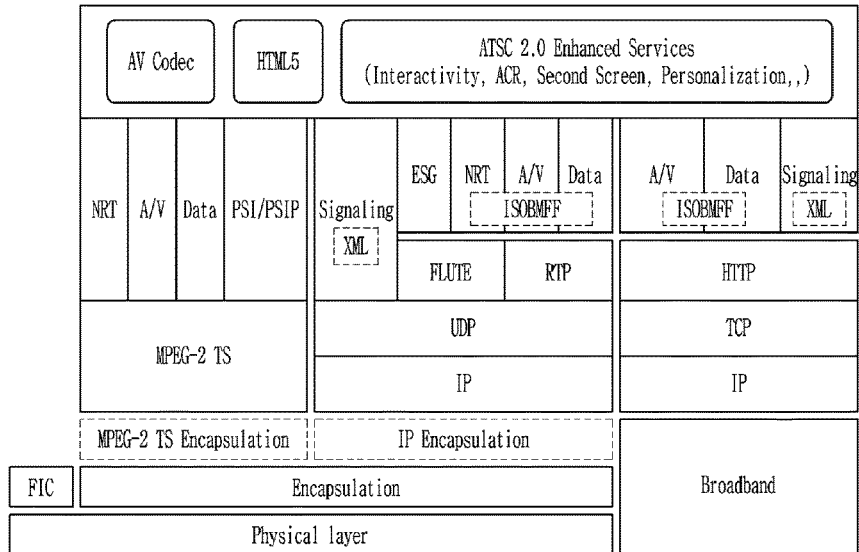 AV Codec
HTML5
ATSC 2.0 Enhanced Services
(Interactivity, ACR, Second Screen, Personalization,,)
NRT
A/V
Data
PSI/PSIP
Signaling
XML
ESG
NRT
A/V
Data
ISOBMFF
A/V
Data
ISOBMFF
Signaling
XML
FLUTE
RTP
HTTP
MPEG-2 TS
UDP
TCP
IP
IP
MPEG-2 TS Encapsulation
IP Encapsulation
Broadband
FIC
Encapsulation
Physical layer